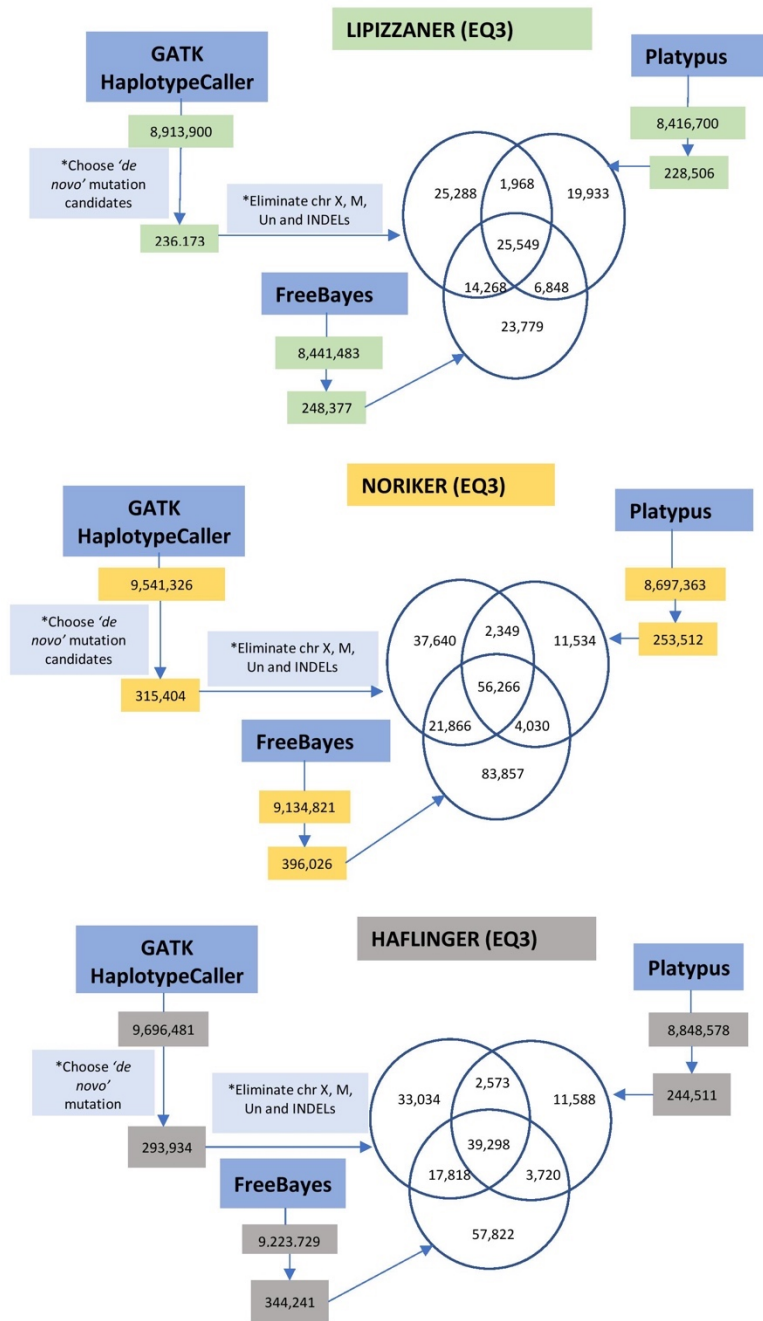 LIPIZZANER (EQ3)
GATK
HaplotypeCaller
8,913,900
*Choose ‘de
novo’ mutation
candidates
236.173
*Eliminate chr X, M,
Un and INDELs
Platypus
8,416,700
228,506
25,288
1,968
19,933
25,549
14,268
6,848
23,779
FreeBayes
8,441,483
248,377
NORIKER (EQ3)
GATK
HaplotypeCaller
9,541,326
*Choose ‘de
novo’ mutation
candidates
315,404
*Eliminate chr X, M,
Un and INDELs
Platypus
8,697,363
253,512
37,640
2,349
11,534
56,266
21,866
4,030
83,857
FreeBayes
9,134,821
396,026
HAFLINGER (EQ3)
GATK
HaplotypeCaller
9,696,481
*Choose ‘de
novo’
mutation
293,934
*Eliminate chr X, M,
Un and INDELs
Platypus
8,848,578
244,511
33,034
2,573
11,588
39,298
17,818
3,720
57,822
FreeBayes
9.223.729
344,241